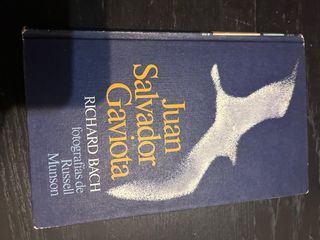 Juan
Salvador
Gaviota
RICHARD BACH
fotografías de
Russell
Munson